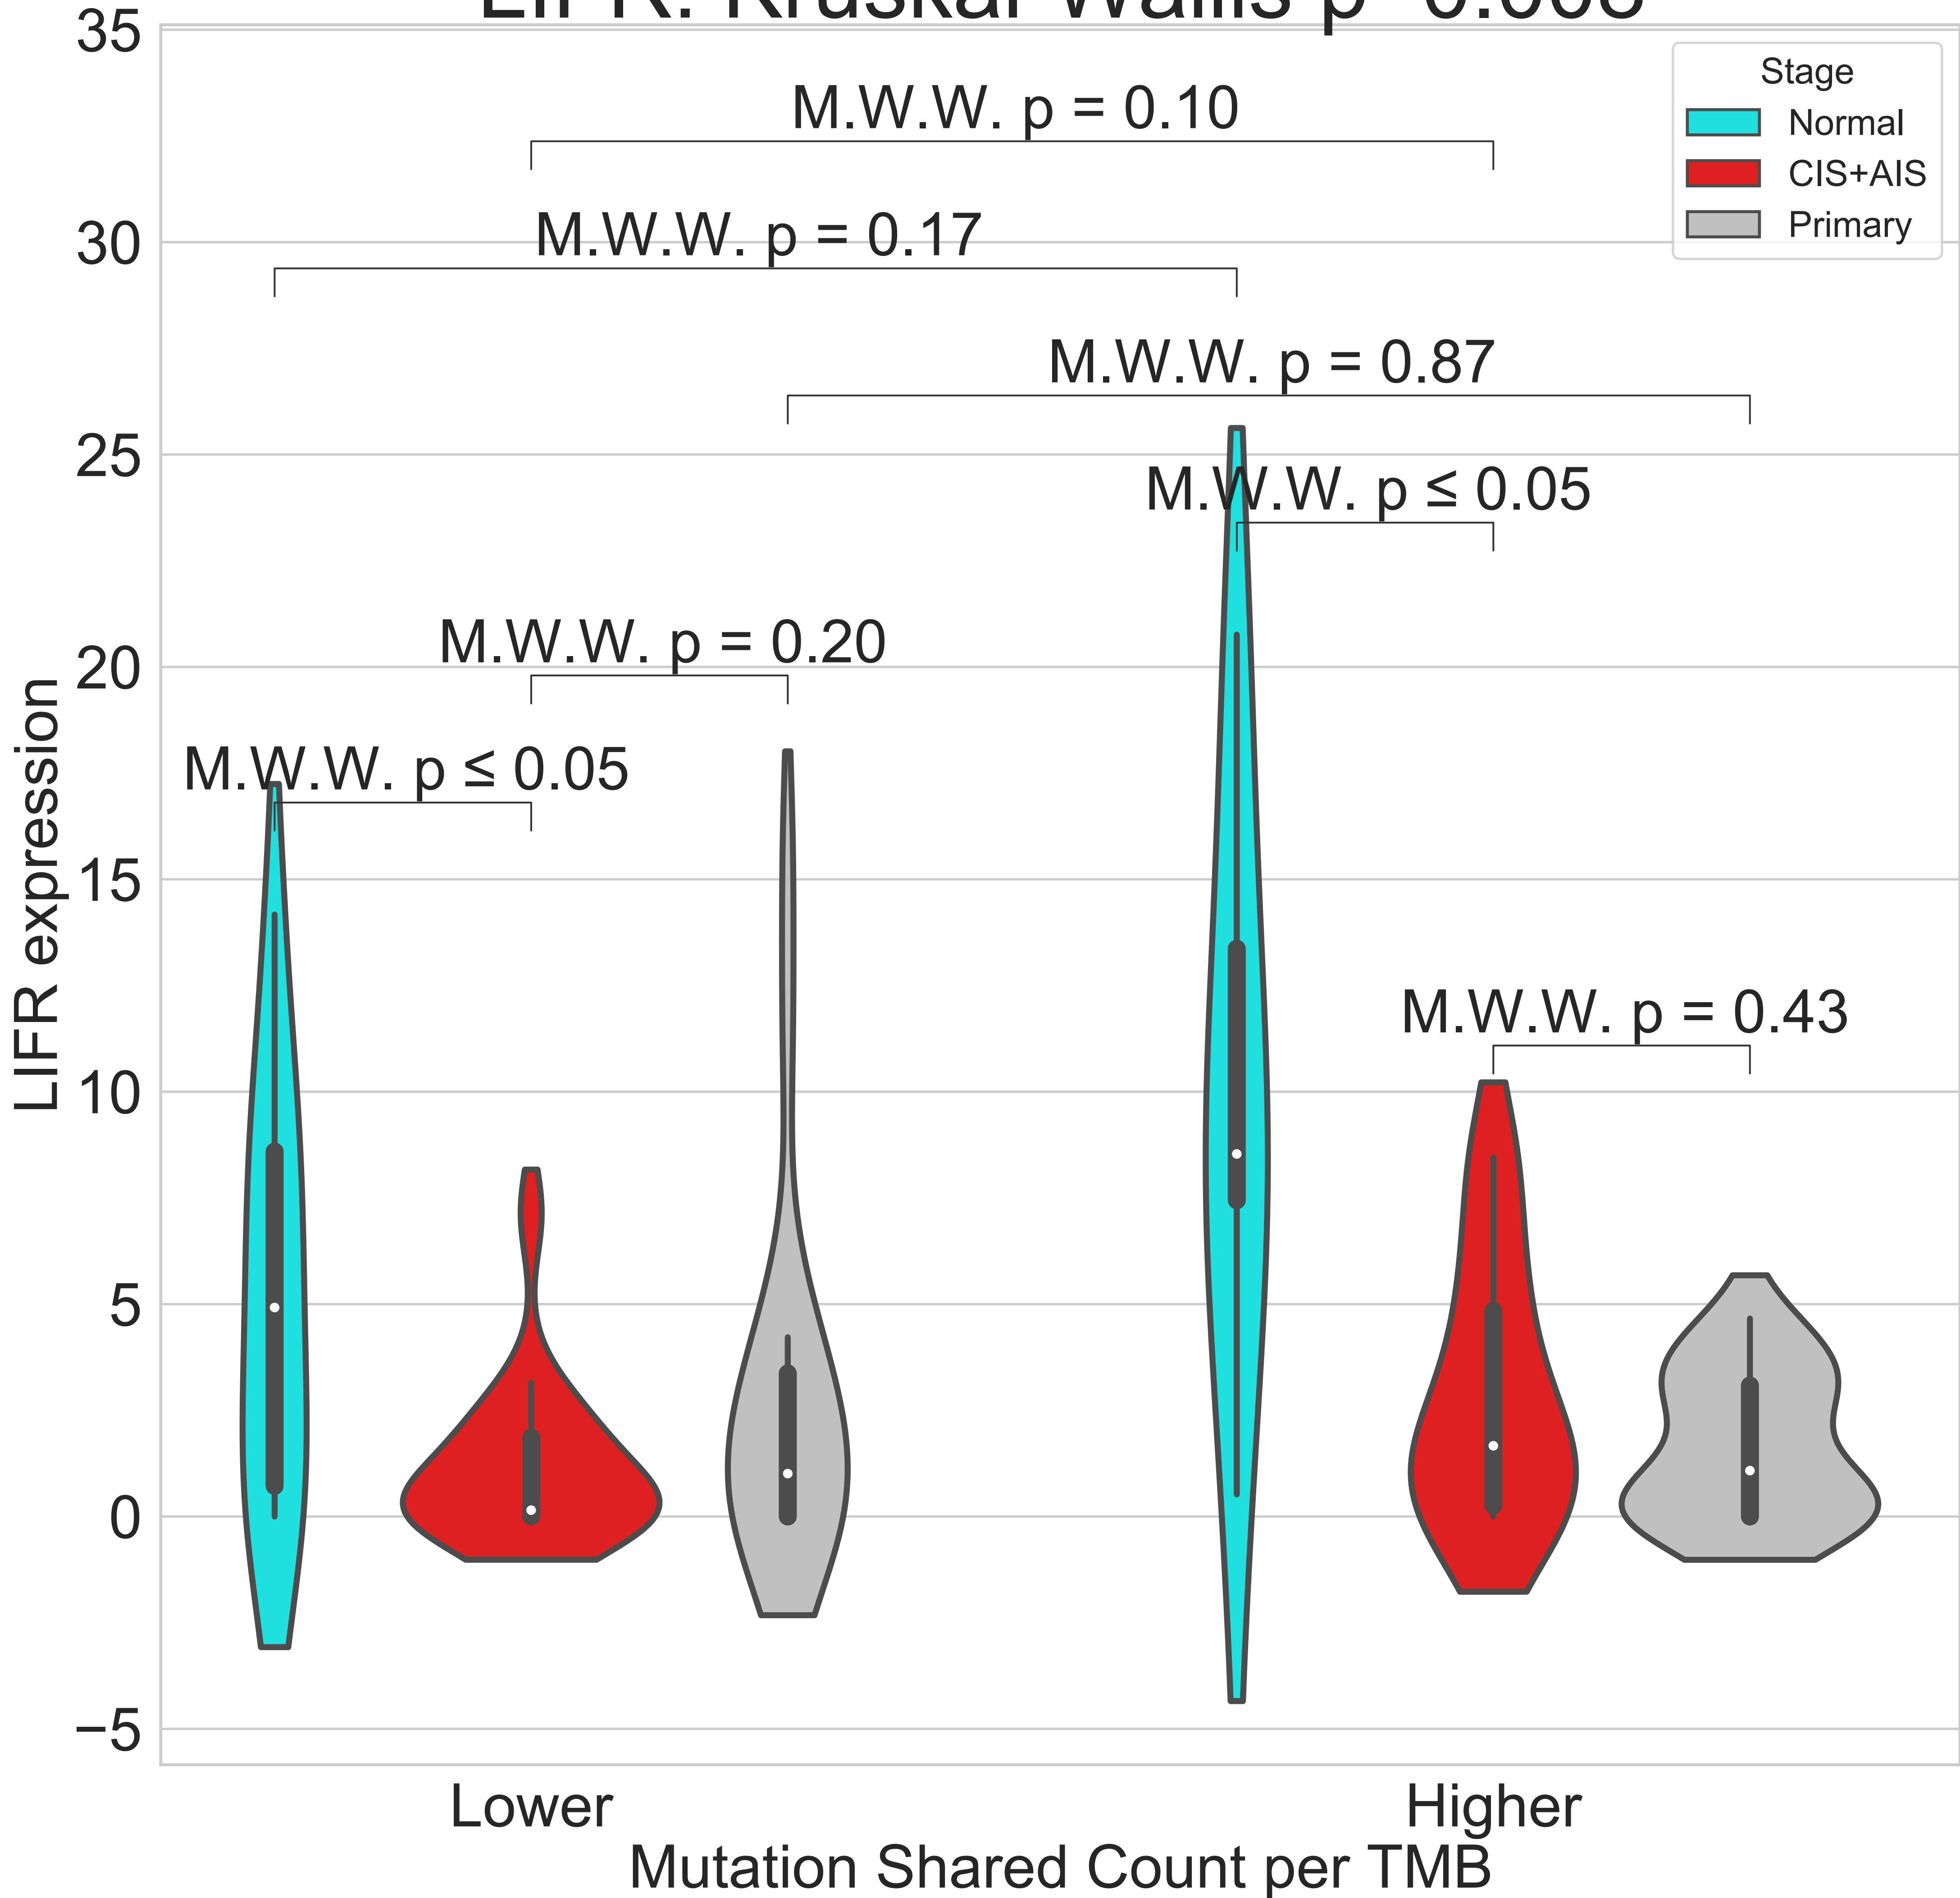 35
M.W.W. p = 0.10
Stage
Normal
CIS+AIS
Primary
M.W.W. p = 0.17
30
M.W.W. p = 0.87
25
M.W.W. p ≤ 0.05
M.W.W. p = 0.20
20
M.W.W. p ≤ 0.05
15
LIFR expression
M.W.W. p = 0.43
10
5
0
−5
Lower
Higher
Mutation Shared Count per TMB